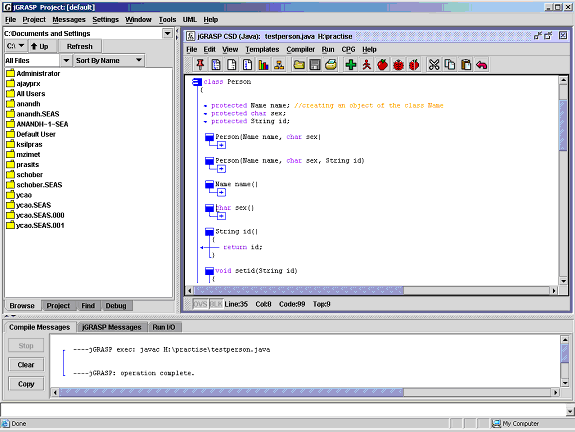 jGRASP Project: [default]
File Project Messages Settings Window Tools UML Help
C:\Documents and Settings
C:\ Up Refresh
All Files Sort By Name
Administrator
ajayprx
All Users
anandh
anandh.SEAS
ANANDH-1-SEA
Default User
ksilpras
mzimet
prasits
schober
schober.SEAS
ycao
ycao.SEAS
ycao.SEAS.000
ycao.SEAS.001
Browse Project Find Debug
jGRASP CSD (Java): testperson.java H:\practise
File Edit View Templates Compiler Run CPG Help
class Person
{
protected Name name; //creating an object of the class Name
protected char sex;
protected String id;
Person(Name name, char sex)
Person(Name name, char sex, String id)
Name name()
char sex()
String id()
{
return id;
}
void setid(String id)
{
OVS BLK Line:35 Col:8 Code:99 Top:9
Compile Messages jGRASP Messages Run I/O
Stop
Clear
Copy
----jGRASP exec: javac H:\practise\testperson.java
----jGRASP: operation complete.
Done My Computer